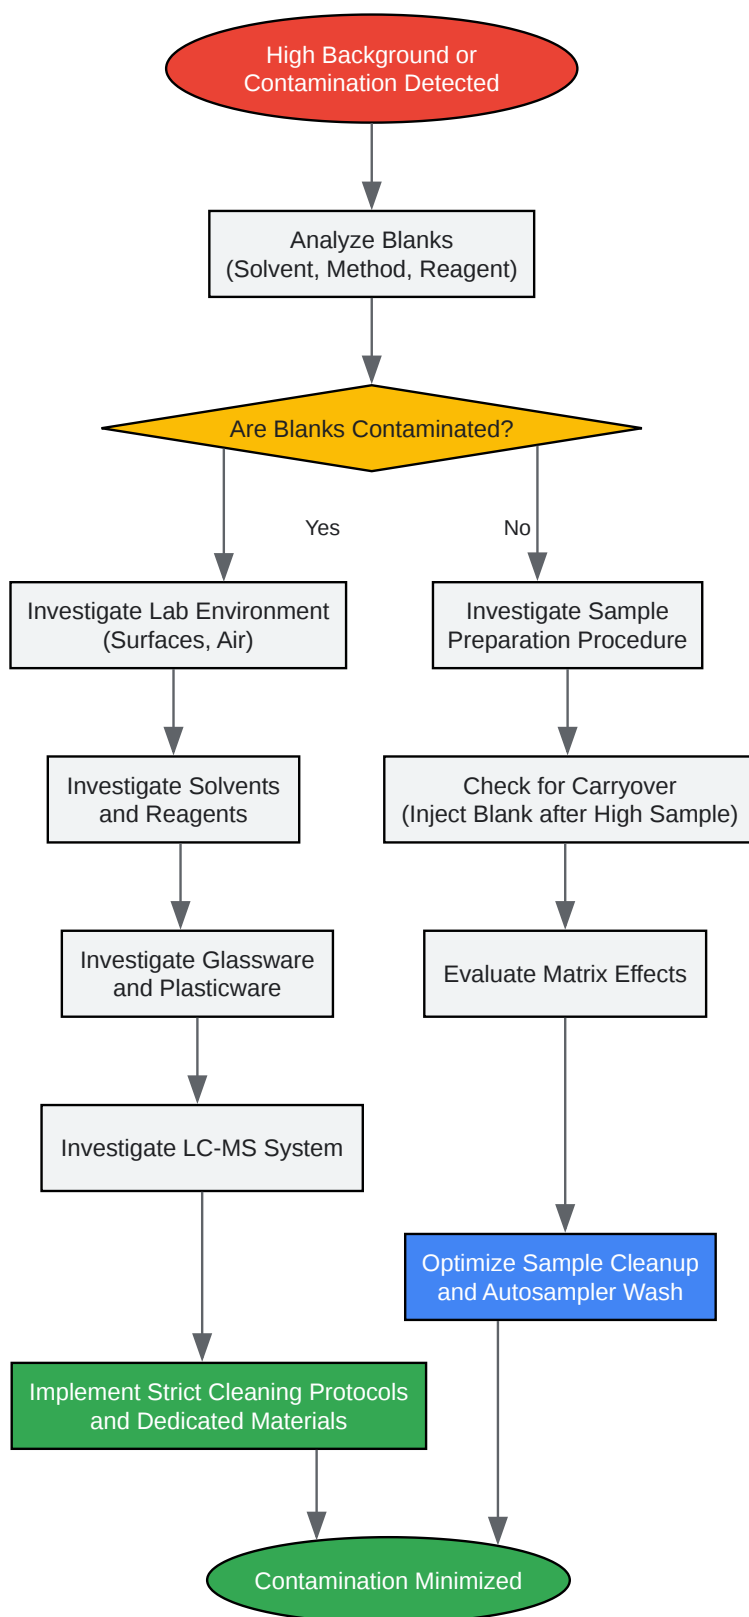 High Background or
Contamination Detected
Analyze Blanks
(Solvent, Method, Reagent)
Are Blanks Contaminated?
Yes
No
Investigate Lab Environment
(Surfaces, Air)
Investigate Sample
Preparation Procedure
Investigate Solvents
and Reagents
Check for Carryover
(Inject Blank after High Sample)
Investigate Glassware
and Plasticware
Evaluate Matrix Effects
Investigate LC-MS System
Optimize Sample Cleanup
and Autosampler Wash
Implement Strict Cleaning Protocols
and Dedicated Materials
Contamination Minimized